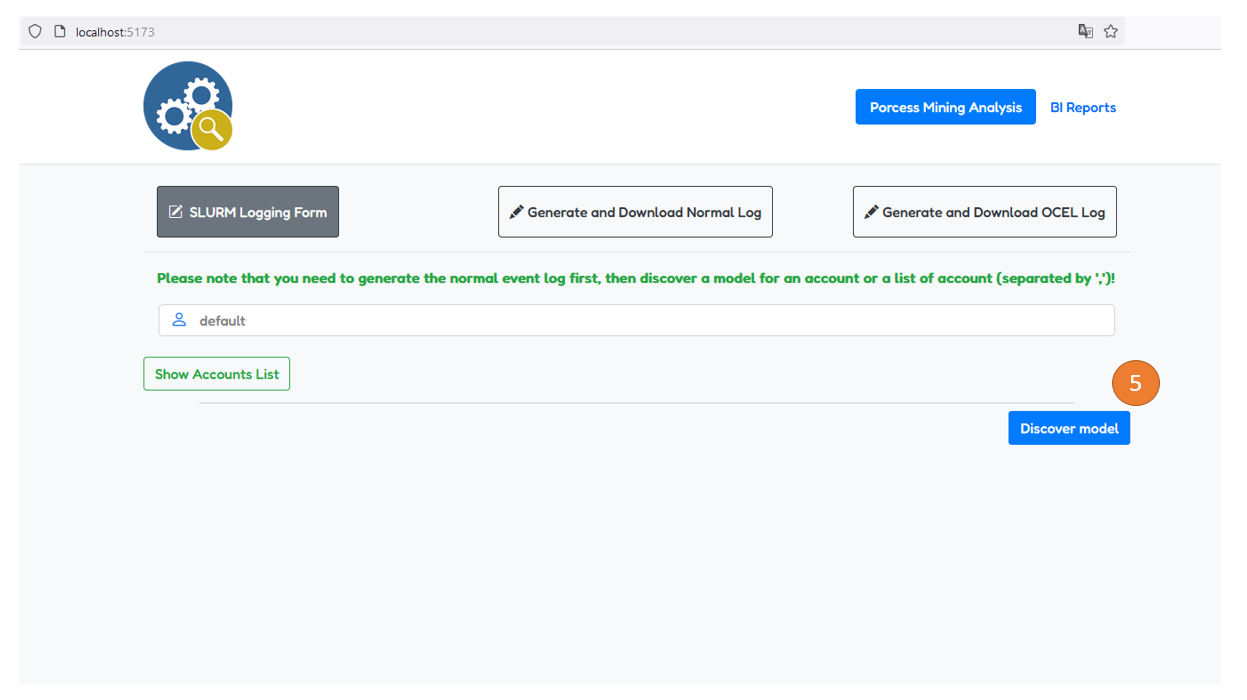 localhost:5173
Porcess Mining Analysis
BI Reports
SLURM Logging Form
Generate and Download Normal Log
Generate and Download OCEL Log
Please note that you need to generate the normal event log first, then discover a model for an account or a list of account (separated by ',')!
default
Show Accounts List
5
Discover model